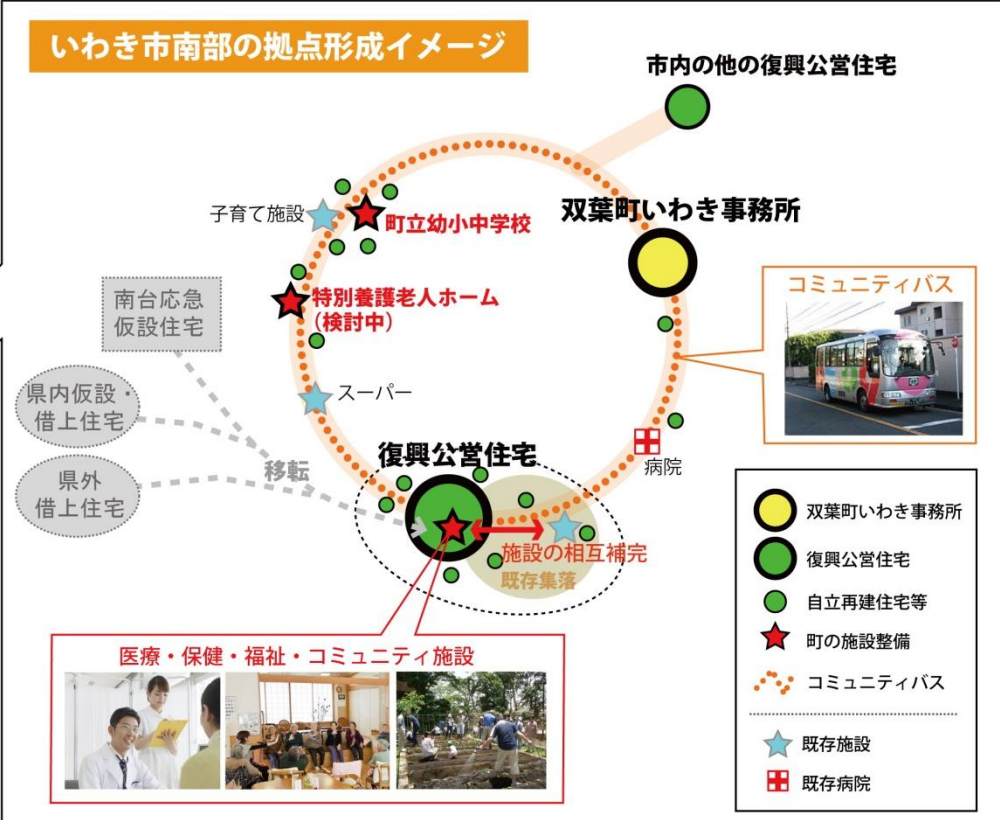 いわき市南部の拠点形成イメージ
市内の他の復興公営住宅
子育て施設
町立幼小中学校
双葉町いわき事務所
特別養護老人ホーム
（検討中）
南台応急
仮設住宅
コミュニティバス
県内仮設・
借上住宅
スーパー
県外
借上住宅
移転
復興公営住宅
病院
施設の相互補完
既存集落
医療・保健・福祉・コミュニティ施設
双葉町いわき事務所
復興公営住宅
自立再建住宅等
町の施設整備
コミュニティバス
既存施設
既存病院